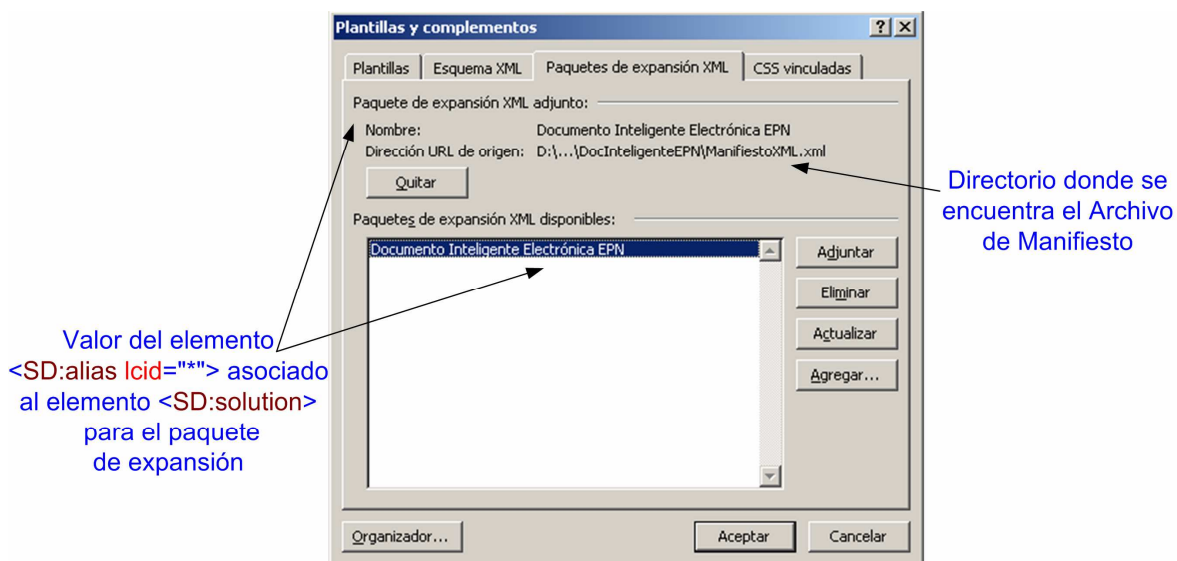 Plantillas y complementos
Plantillas
Esquema XML
Paquetes de expansión XML
CSS vinculadas
Paquete de expansión XML adjunto:
Nombre: Documento Inteligente Electrónica EPN
Dirección URL de origen: D:\...\DocInteligenteEPN\ManifiestoXML.xml
Quitar
Paquetes de expansión XML disponibles:
Documento Inteligente Electrónica EPN
Adjuntar
Eliminar
Actualizar
Agregar...
Organizador...
Aceptar
Cancelar
Directorio donde se
encuentra el Archivo
de Manifiesto
Valor del elemento
<SD:alias lcid="*"> asociado
al elemento <SD:solution>
para el paquete
de expansión